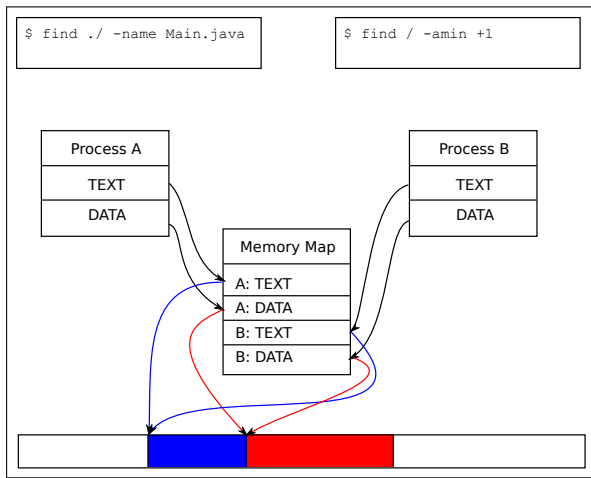 $ find ./ -name Main.java
$ find / -amin +1
Process A
TEXT
DATA
Process B
TEXT
DATA
Memory Map
A: TEXT
A: DATA
B: TEXT
B: DATA